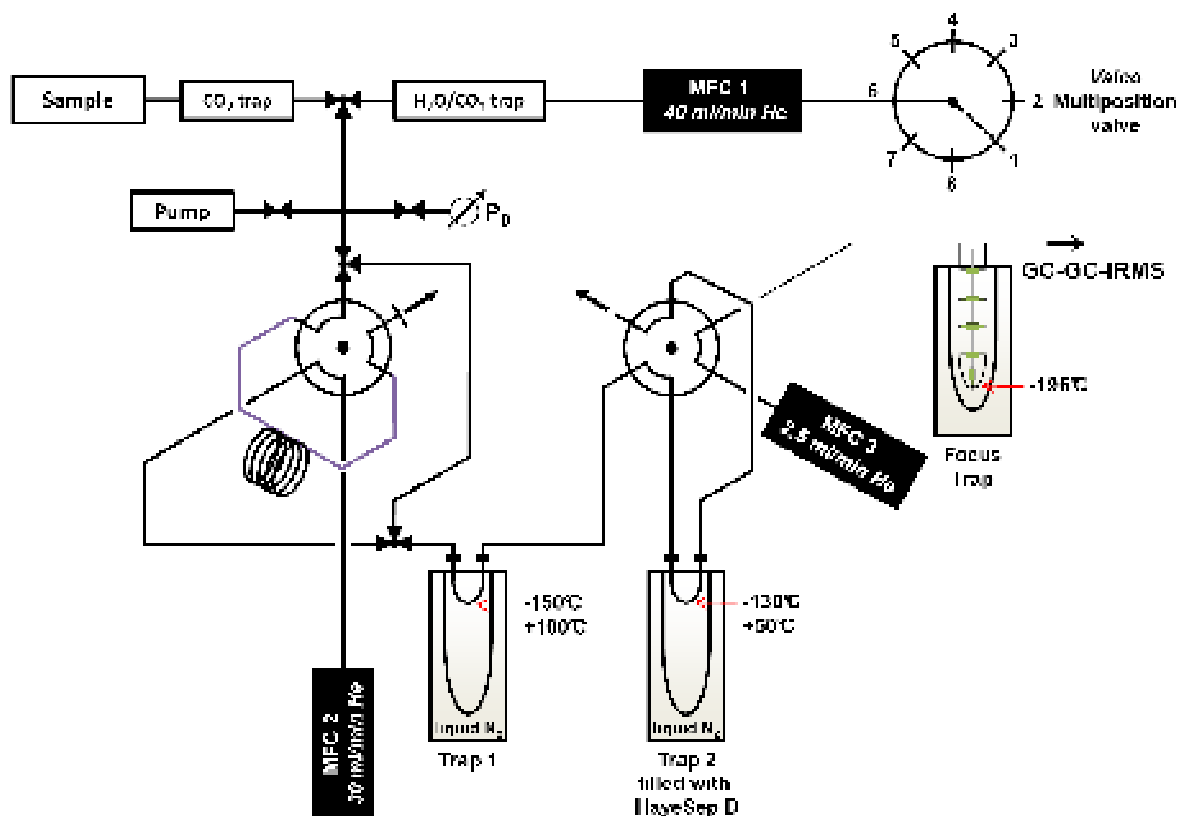 Sample
CO₂ trap
H₂O/CO₂ trap
MFC 1
40 ml/min He
4
5
3
6
2
7
1
8
Valco
Multiposition
valve
Pump
P₀
GC-GC-IRMS
-196℃
Focus
Trap
MFC 3
2.5 ml/min He
-150℃
+100℃
-130℃
+60℃
liquid N₂
liquid N₂
MFC 2
30 ml/min He
Trap 1
Trap 2
filled with
HayeSep D